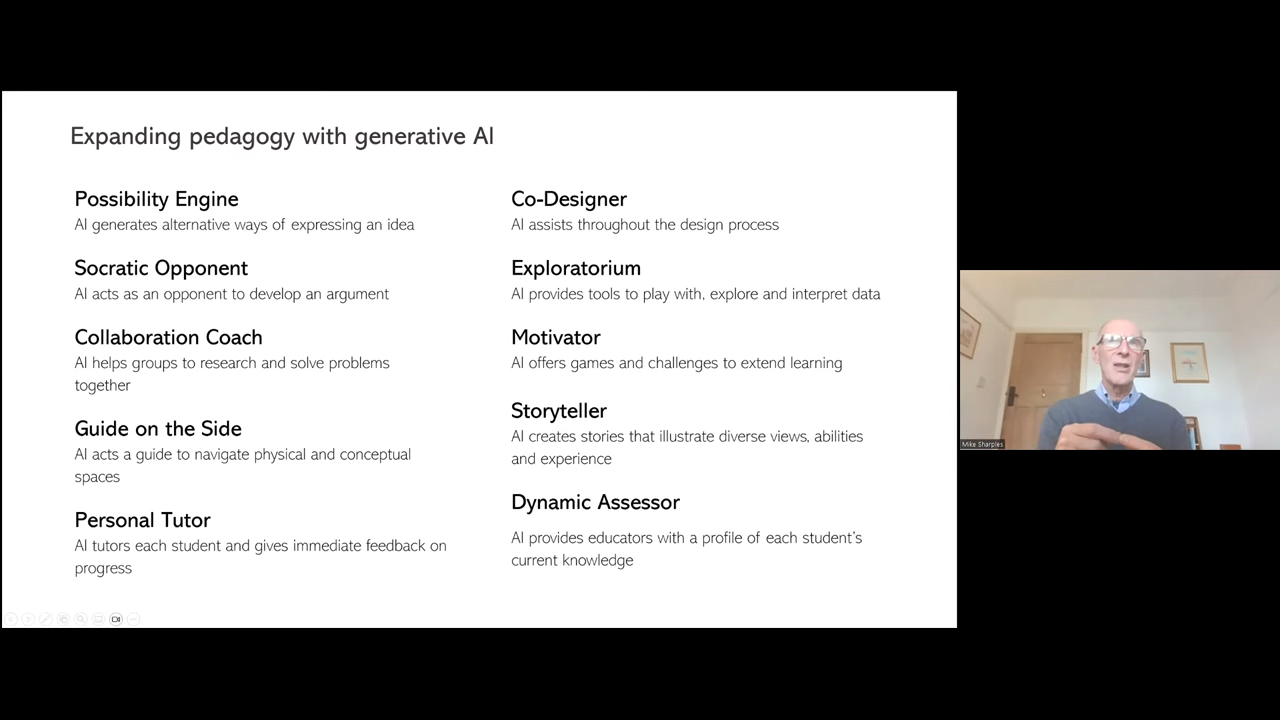 Expanding pedagogy with generative AI
Possibility Engine
AI generates alternative ways of expressing an idea
Socratic Opponent
AI acts as an opponent to develop an argument
Collaboration Coach
AI helps groups to research and solve problems
together
Guide on the Side
AI acts a guide to navigate physical and conceptual
spaces
Personal Tutor
AI tutors each student and gives immediate feedback on
progress
Co-Designer
AI assists throughout the design process
Exploratorium
AI provides tools to play with, explore and interpret data
Motivator
AI offers games and challenges to extend learning
Storyteller
AI creates stories that illustrate diverse views, abilities
and experience
Dynamic Assessor
AI provides educators with a profile of each student's
current knowledge
Mike Sharples